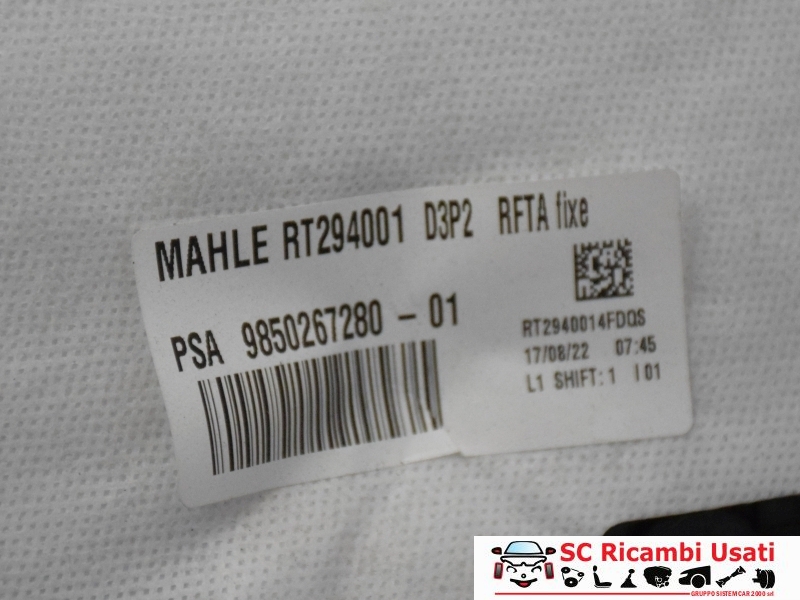 MAHLE RT294001 D3P2 RFTA fixe
PSA 9850267280 - 01
RT2940014FDQS
17/08/22 07:45
L1 SHIFT: 1 I 01
SC Ricambi Usati
GRUPPO SISTEMCAR 2000 srl